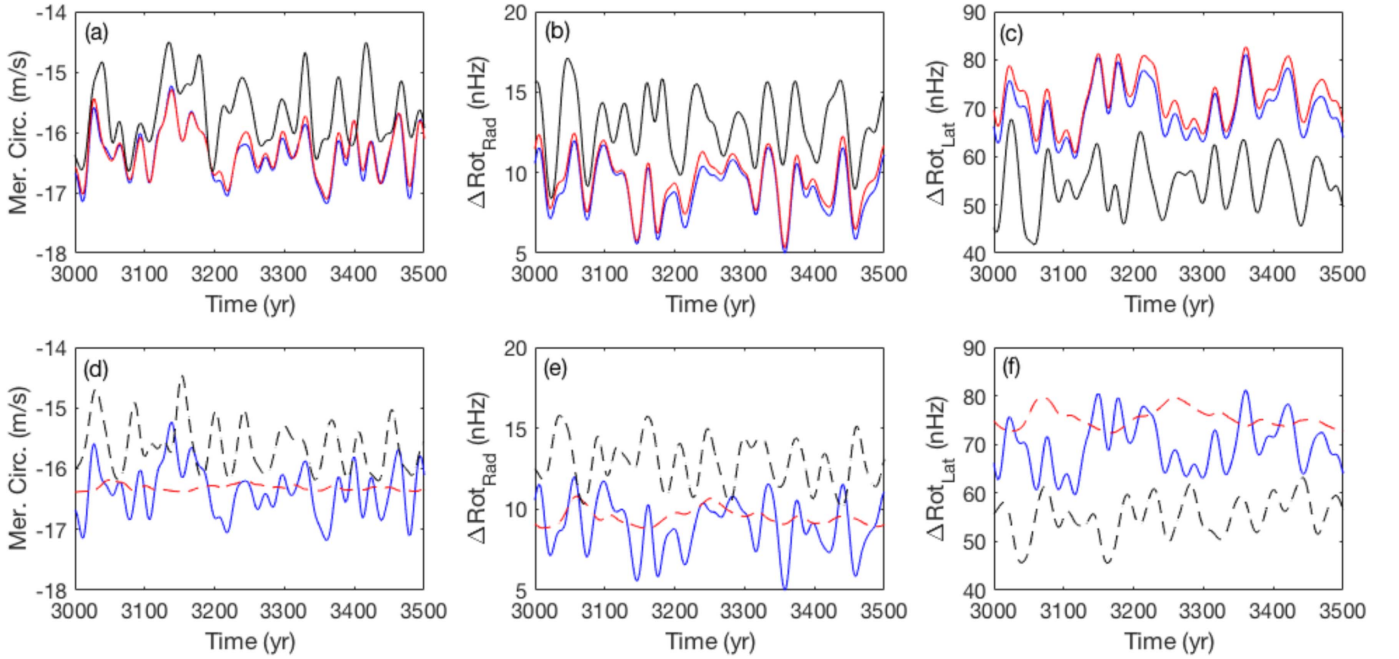 (a)
Mer. Circ. (m/s)
-14
-15
-16
-17
-18
3000 3100 3200 3300 3400 3500
Time (yr)
(b)
ΔRot_Rad (nHz)
20
15
10
5
3000 3100 3200 3300 3400 3500
Time (yr)
(c)
ΔRot_Lat (nHz)
90
80
70
60
50
40
3000 3100 3200 3300 3400 3500
Time (yr)
(d)
Mer. Circ. (m/s)
-14
-15
-16
-17
-18
3000 3100 3200 3300 3400 3500
Time (yr)
(e)
ΔRot_Rad (nHz)
20
15
10
5
3000 3100 3200 3300 3400 3500
Time (yr)
(f)
ΔRot_Lat (nHz)
90
80
70
60
50
40
3000 3100 3200 3300 3400 3500
Time (yr)